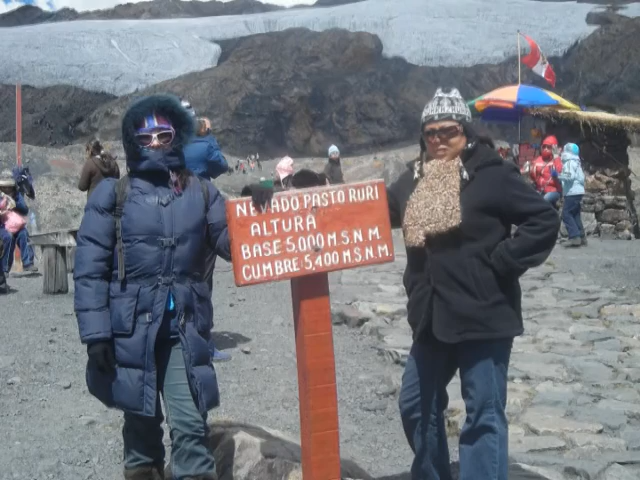 NEVADO PASTO RURI
ALTURA
BASE 5,000 M.S.N.M
CUMBRE 5,400 M.S.N.M.